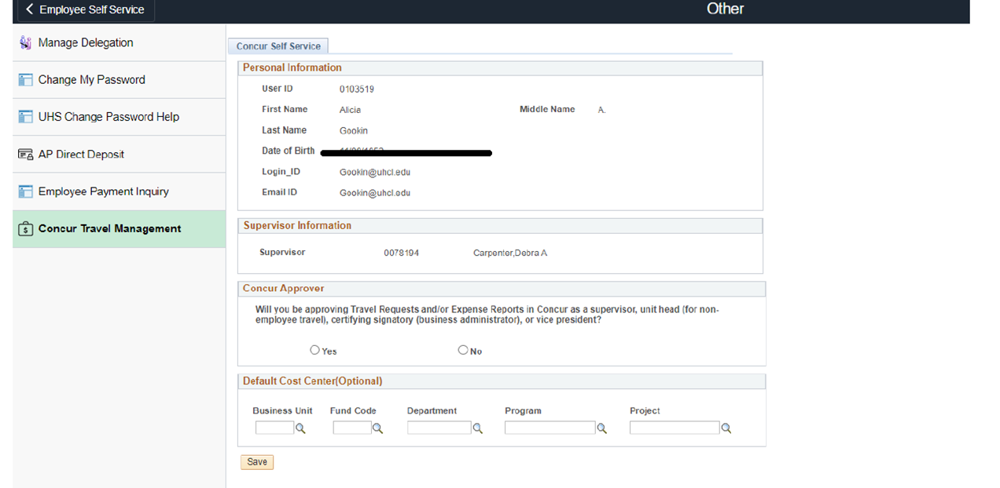 Employee Self Service
Other
Manage Delegation
Change My Password
UHS Change Password Help
AP Direct Deposit
Employee Payment Inquiry
Concur Travel Management
Concur Self Service
Personal Information
User ID 0103519
First Name Alicia Middle Name A.
Last Name Gookin
Date of Birth
Login_ID Gookin@uhcl.edu
Email ID Gookin@uhcl.edu
Supervisor Information
Supervisor 0078194 Carpenter,Debra A
Concur Approver
Will you be approving Travel Requests and/or Expense Reports in Concur as a supervisor, unit head (for non-
employee travel), certifying signatory (business administrator), or vice president?
Yes No
Default Cost Center(Optional)
Business Unit Fund Code Department Program Project
Save